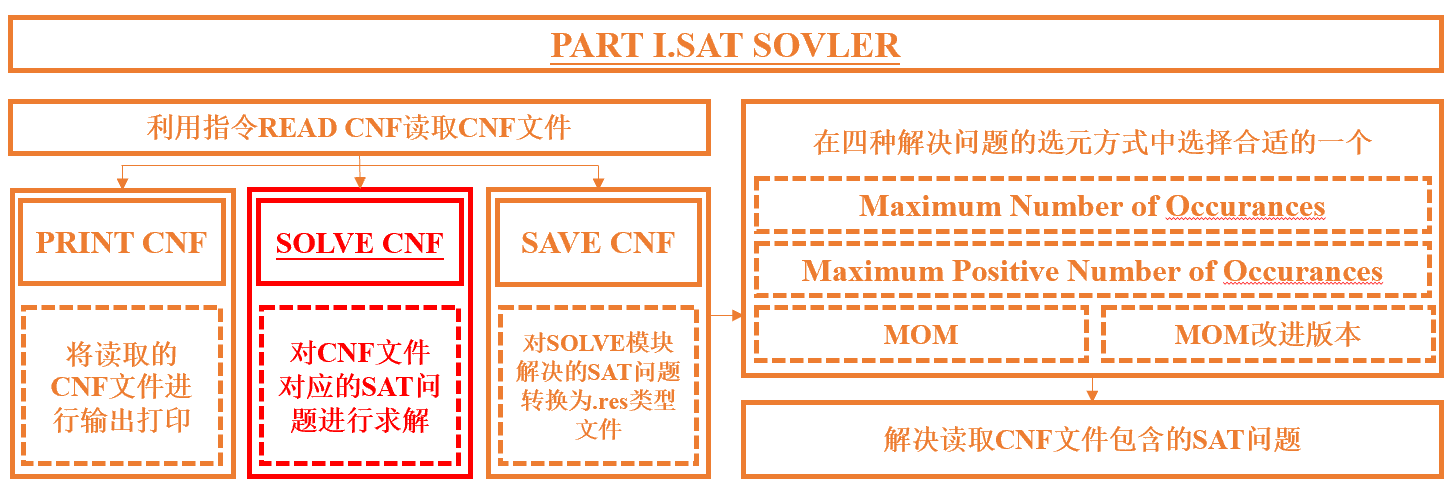 PART I.SAT SOVLER
利用指令READ CNF读取CNF文件
PRINT CNF
将读取的
CNF文件进
行输出打印
SOLVE CNF
对CNF文件
对应的SAT问
题进行求解
SAVE CNF
对SOLVE模块
解决的SAT问题
转换为.res类型
文件
在四种解决问题的选元方式中选择合适的一个
Maximum Number of Occurances
Maximum Positive Number of Occurances
MOM
MOM改进版本
解决读取CNF文件包含的SAT问题